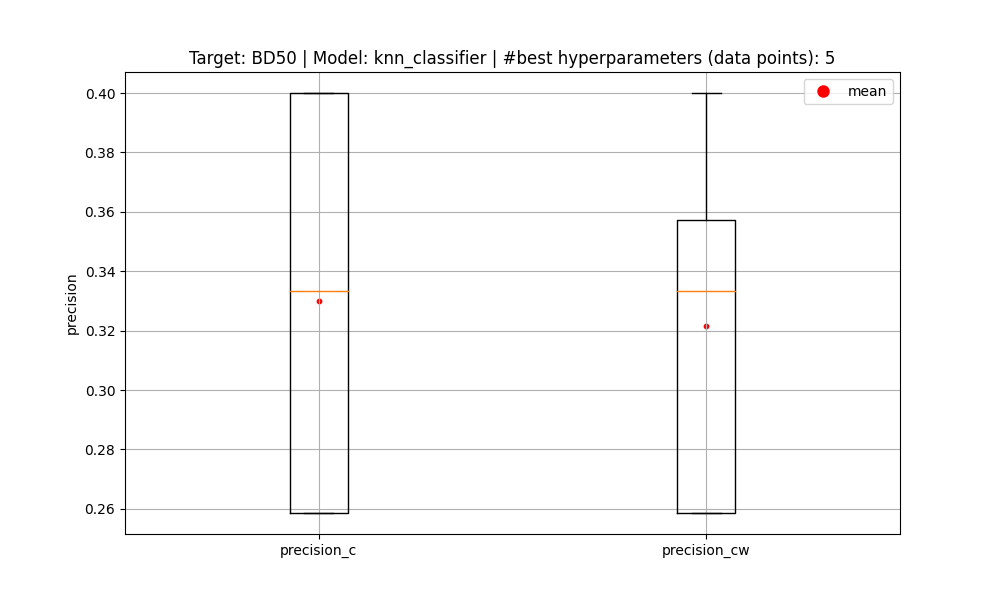 Target: BD50 | Model: knn_classifier | #best hyperparameters (data points): 5
mean
0.40
0.38
0.36
0.34
0.32
0.30
0.28
0.26
precision
precision_c
precision_cw